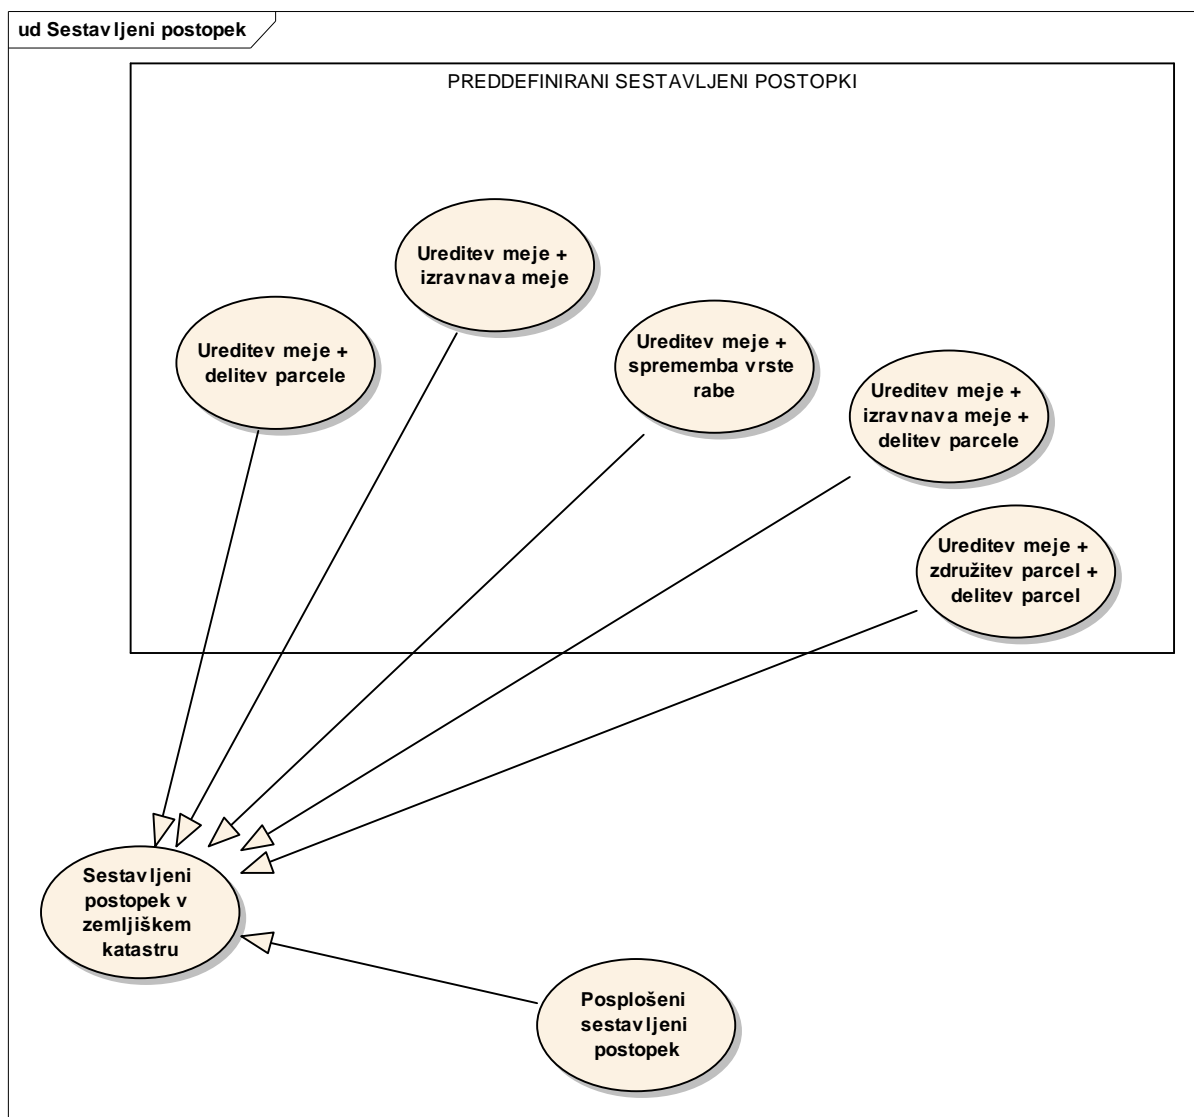 ud Sestavljeni postopek
PREDDEFINIRANI SESTAVLJENI POSTOPKI
Ureditev meje +
izravnava meje
Ureditev meje +
delitev parcele
Ureditev meje +
sprememba vrste
rabe
Ureditev meje +
izravnava meje +
delitev parcele
Ureditev meje +
združitev parcel +
delitev parcel
Sestavljeni
postopek v
zemljiškem
katastru
Posplošeni
sestavljeni
postopek